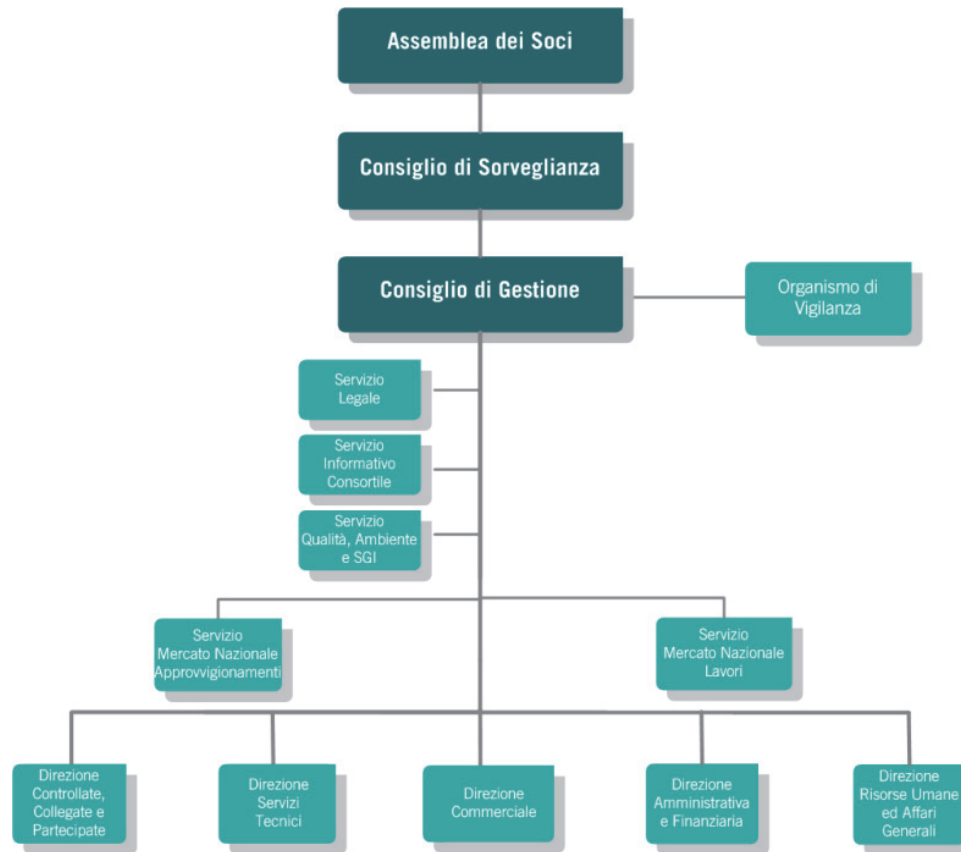 Assemblea dei Soci
Consiglio di Sorveglianza
Consiglio di Gestione
Organismo di
Vigilanza
Servizio
Legale
Servizio
Informativo
Consortile
Servizio
Qualità, Ambiente
e SGI
Servizio
Mercato Nazionale
Approvvigionamenti
Servizio
Mercato Nazionale
Lavori
Direzione
Controllate,
Collegate e
Partecipate
Direzione
Servizi
Tecnici
Direzione
Commerciale
Direzione
Amministrativa
e Finanziaria
Direzione
Risorse Umane
ed Affari
Generali